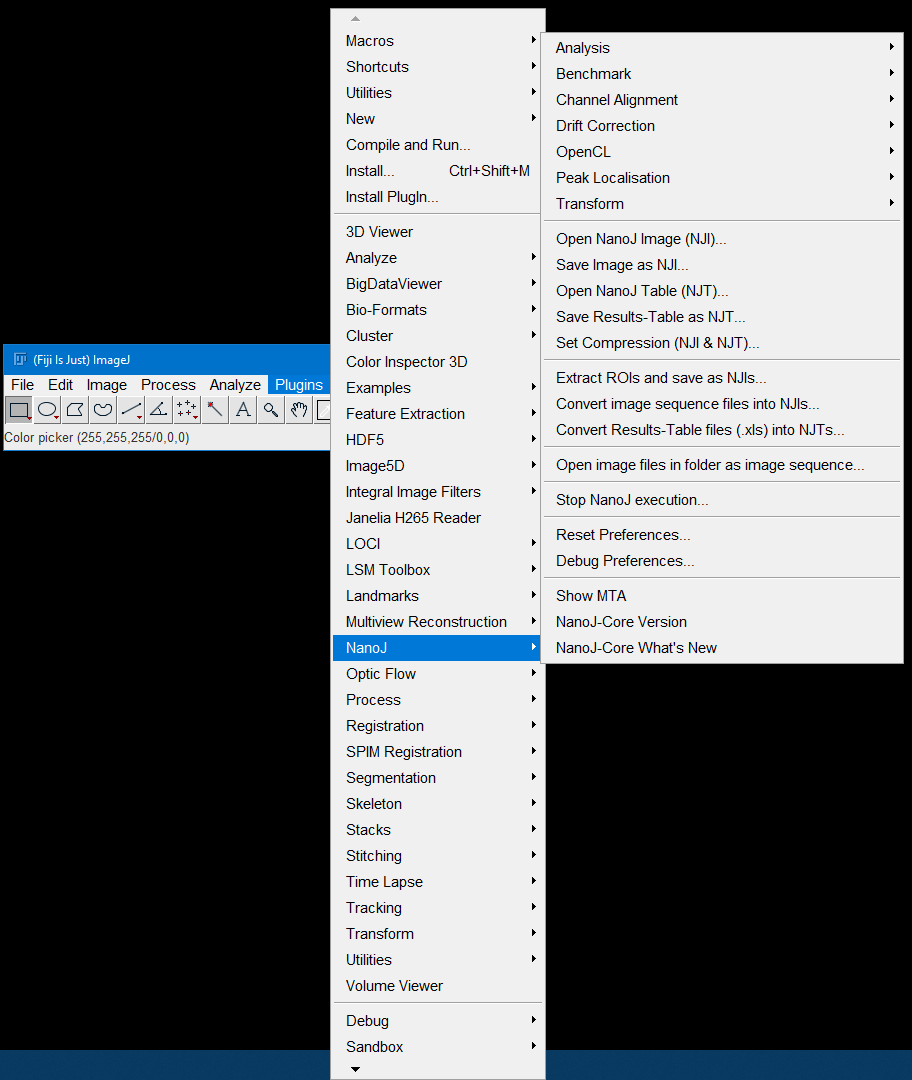 (Fiji Is Just) ImageJ
File Edit Image Process Analyze Plugins
Color picker (255,255,255/0,0,0)
Macros
Shortcuts
Utilities
New
Compile and Run...
Install... Ctrl+Shift+M
Install PlugIn...
3D Viewer
Analyze
BigDataViewer
Bio-Formats
Cluster
Color Inspector 3D
Examples
Feature Extraction
HDF5
Image5D
Integral Image Filters
Janelia H265 Reader
LOCI
LSM Toolbox
Landmarks
Multiview Reconstruction
NanoJ
Optic Flow
Process
Registration
SPIM Registration
Segmentation
Skeleton
Stacks
Stitching
Time Lapse
Tracking
Transform
Utilities
Volume Viewer
Debug
Sandbox
Analysis
Benchmark
Channel Alignment
Drift Correction
OpenCL
Peak Localisation
Transform
Open NanoJ Image (NJI)...
Save Image as NJI...
Open NanoJ Table (NJT)...
Save Results-Table as NJT...
Set Compression (NJI & NJT)...
Extract ROIs and save as NJIs...
Convert image sequence files into NJIs...
Convert Results-Table files (.xls) into NJTs...
Open image files in folder as image sequence...
Stop NanoJ execution...
Reset Preferences...
Debug Preferences...
Show MTA
NanoJ-Core Version
NanoJ-Core What's New